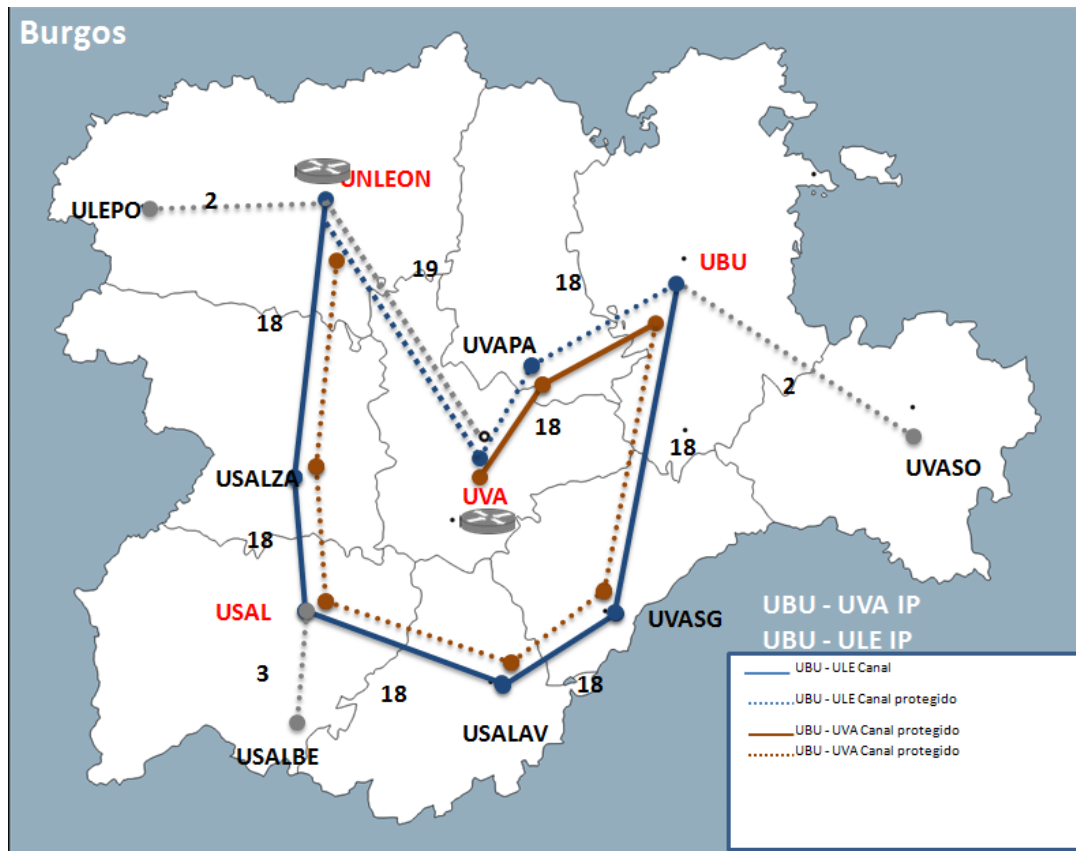 Burgos
UNLEON
ULEPO
2
UBU
19
18
18
UVAPA
2
18
18
USALZA
UVASO
UVA
18
USAL
UVASG
UBU - UVA IP
UBU - ULE IP
3
18
18
USALAV
USALBE
UBU - ULE Canal
UBU - ULE Canal protegido
UBU - UVA Canal protegido
UBU - UVA Canal protegido